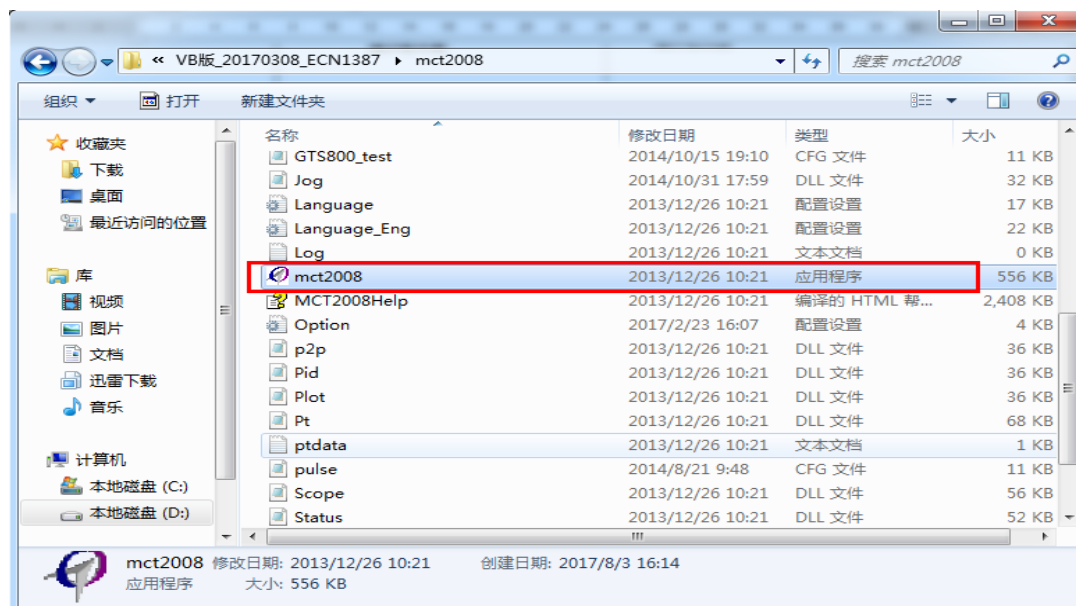 « VB版_20170308_ECN1387 ▸ mct2008 搜索 mct2008
组织 打开 新建文件夹
收藏夹
下载
桌面
最近访问的位置
库
视频
图片
文档
迅雷下载
音乐
计算机
本地磁盘 (C:)
本地磁盘 (D:)
名称 修改日期 类型 大小
GTS800_test 2014/10/15 19:10 CFG 文件 11 KB
Jog 2014/10/31 17:59 DLL 文件 32 KB
Language 2013/12/26 10:21 配置设置 17 KB
Language_Eng 2013/12/26 10:21 配置设置 22 KB
Log 2013/12/26 10:21 文本文档 0 KB
mct2008 2013/12/26 10:21 应用程序 556 KB
MCT2008Help 2013/12/26 10:21 编译的 HTML 帮... 2,408 KB
Option 2017/2/23 16:07 配置设置 4 KB
p2p 2013/12/26 10:21 DLL 文件 36 KB
Pid 2013/12/26 10:21 DLL 文件 36 KB
Plot 2013/12/26 10:21 DLL 文件 36 KB
Pt 2013/12/26 10:21 DLL 文件 68 KB
ptdata 2013/12/26 10:21 文本文档 1 KB
pulse 2014/8/21 9:48 CFG 文件 11 KB
Scope 2013/12/26 10:21 DLL 文件 56 KB
Status 2013/12/26 10:21 DLL 文件 52 KB
mct2008 修改日期: 2013/12/26 10:21 创建日期: 2017/8/3 16:14
应用程序 大小: 556 KB